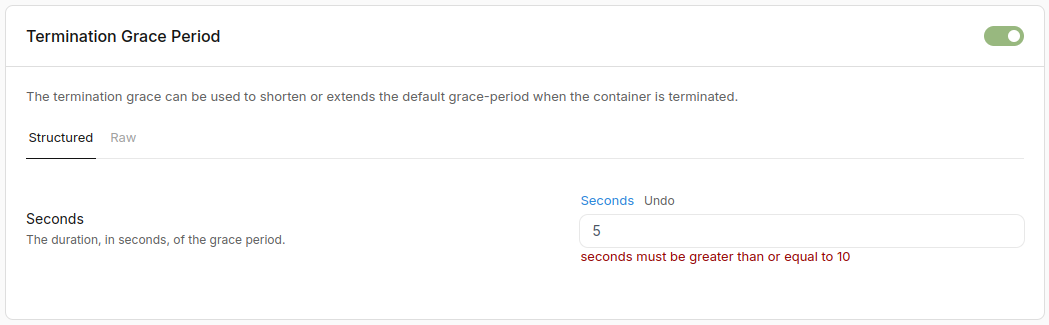 Termination Grace Period
The termination grace can be used to shorten or extends the default grace-period when the container is terminated.
Structured Raw
Seconds Undo
Seconds
The duration, in seconds, of the grace period.
5
seconds must be greater than or equal to 10